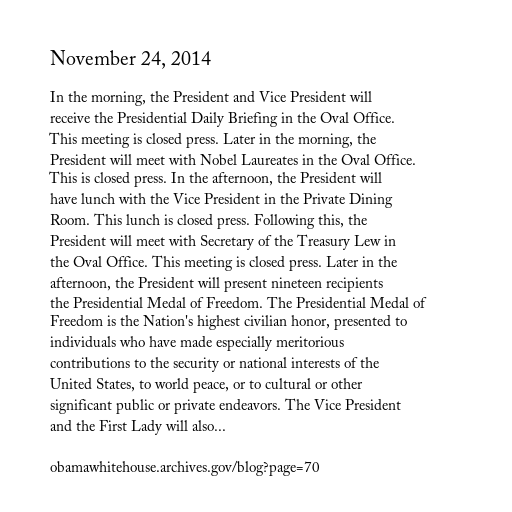 November 24, 2014
In the morning, the President and Vice President will
receive the Presidential Daily Briefing in the Oval Office.
This meeting is closed press. Later in the morning, the
President will meet with Nobel Laureates in the Oval Office.
This is closed press. In the afternoon, the President will
have lunch with the Vice President in the Private Dining
Room. This lunch is closed press. Following this, the
President will meet with Secretary of the Treasury Lew in
the Oval Office. This meeting is closed press. Later in the
afternoon, the President will present nineteen recipients
the Presidential Medal of Freedom. The Presidential Medal of
Freedom is the Nation's highest civilian honor, presented to
individuals who have made especially meritorious
contributions to the security or national interests of the
United States, to world peace, or to cultural or other
significant public or private endeavors. The Vice President
and the First Lady will also...
obamawhitehouse.archives.gov/blog?page=70